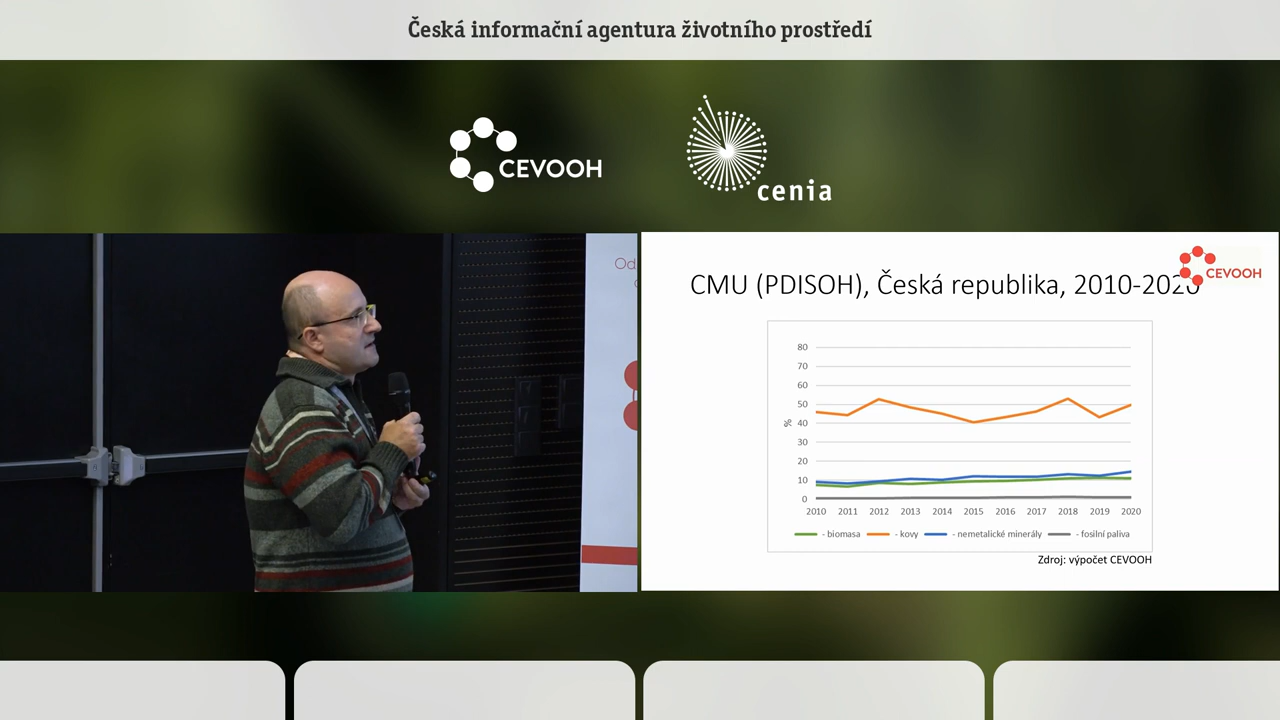 Česká informační agentura životního prostředí
CEVOOH
cenia
Od
CEVOOH
CMU (PDISOH), Česká republika, 2010-2020
80
70
60
50
40
30
20
10
0
%
2010 2011 2012 2013 2014 2015 2016 2017 2018 2019 2020
- biomasa - kovy - nemetalické minerály - fosilní paliva
Zdroj: výpočet CEVOOH